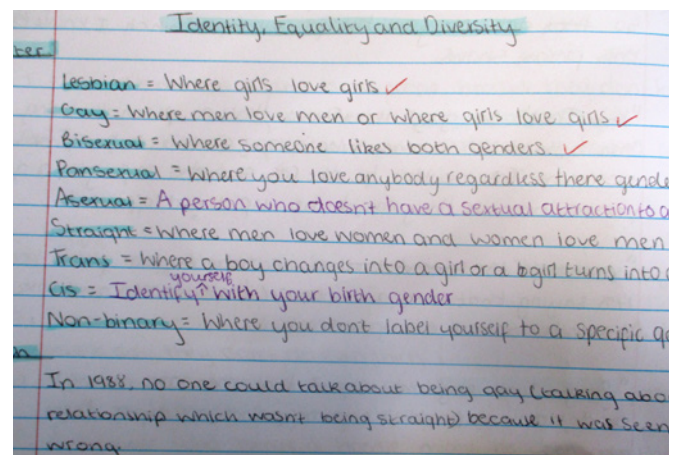 Identity, Equality and Diversity
ter
Lesbian = Where girls love girls ✓
Gay = Where men love men or where girls love girls ✓
Bisexual = Where someone likes both genders. ✓
Pansexual = where you love anybody regardless there gende
Asexual = A person who doesn't have a sextual attraction to a
Straight = where men love women and women love men
Trans = where a boy changes into a girl or a girl turns into
yourself
Cis = Identify ^ with your birth gender
Non-binary = Where you dont label yourself to a specific ge
In 1988, no one could talk about being gay (talking abo
relationship which wasn't being straight) because it was seen
wrong.